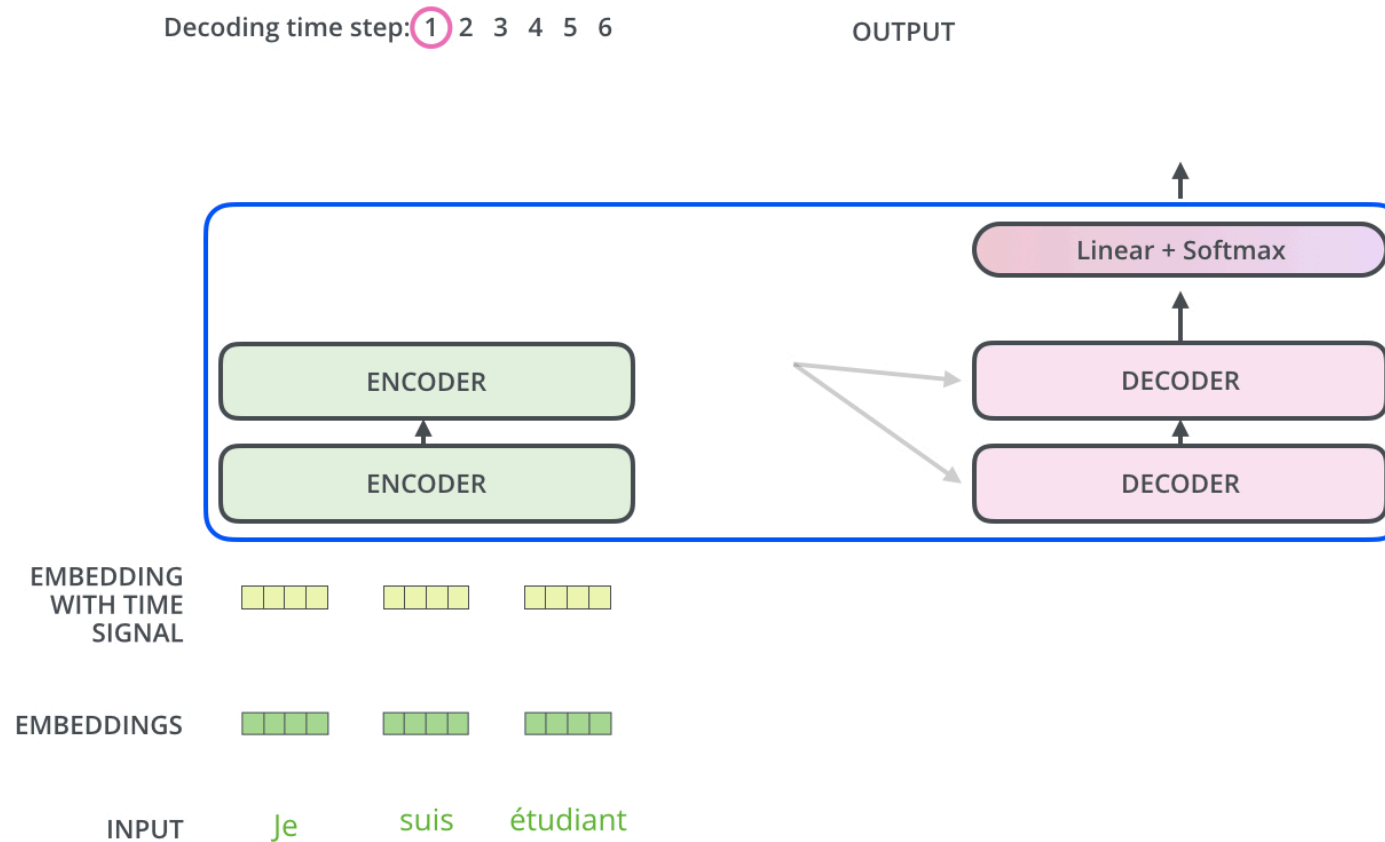 Decoding time step: 1 2 3 4 5 6
OUTPUT
Linear + Softmax
ENCODER
DECODER
ENCODER
DECODER
EMBEDDING
WITH TIME
SIGNAL
EMBEDDINGS
INPUT Je suis étudiant